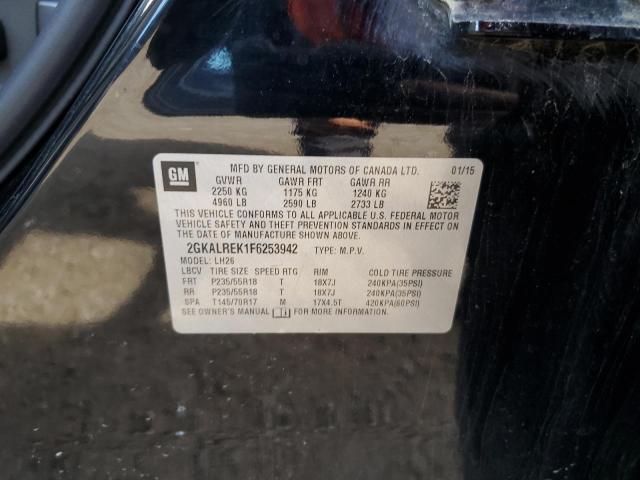 GM
MFD BY GENERAL MOTORS OF CANADA LTD. 01/15
GVWR GAWR FRT GAWR RR
2250 KG 1175 KG 1240 KG
4960 LB 2590 LB 2733 LB
THIS VEHICLE CONFORMS TO ALL APPLICABLE U.S. FEDERAL MOTOR
VEHICLE SAFETY AND THEFT PREVENTION STANDARDS IN EFFECT ON
THE DATE OF MANUFACTURE SHOWN ABOVE.
2GKALREK1F6253942 TYPE: M.P.V.
MODEL: LH26
LBCV TIRE SIZE SPEED RTG RIM COLD TIRE PRESSURE
FRT P235/55R18 T 18X7J 240KPA(35PSI)
RR P235/55R18 T 18X7J 240KPA(35PSI)
SPA T145/70R17 M 17X4.5T 420KPA(60PSI)
SEE OWNER'S MANUAL FOR MORE INFORMATION.